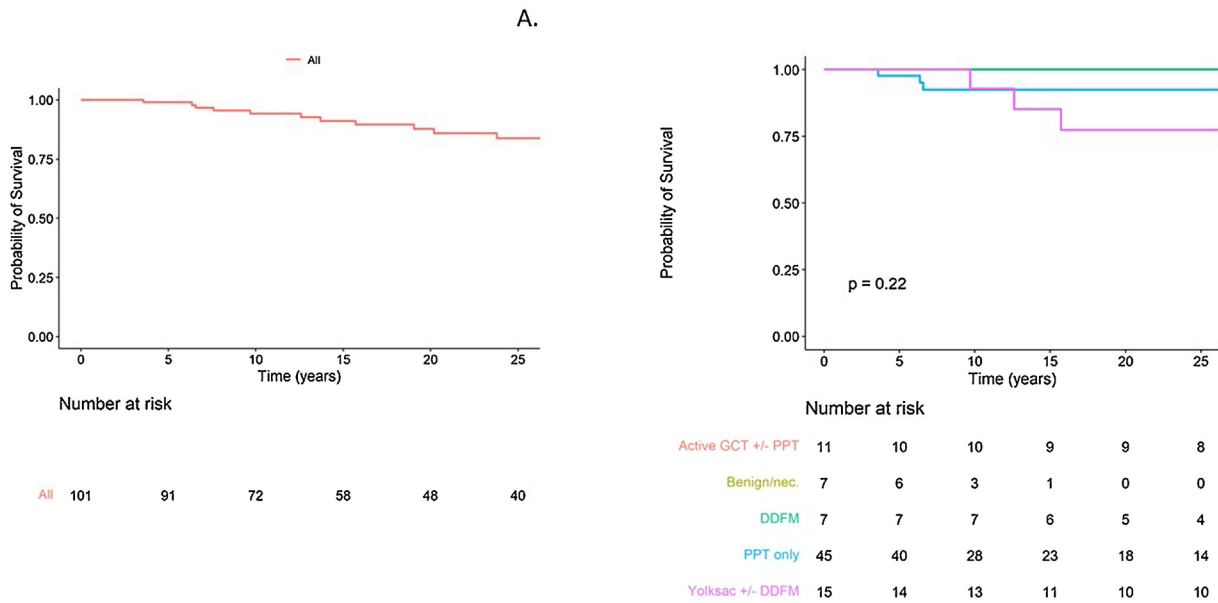 A.
All
Probability of Survival
1.00
0.75
0.50
0.25
0.00
0 5 10 15 20 25
Time (years)
Number at risk
All 101 91 72 58 48 40
Probability of Survival
1.00
0.75
0.50
0.25
0.00
p = 0.22
0 5 10 15 20 25
Time (years)
Number at risk
Active GCT +/- PPT 11 10 10 9 9 8
Benign/nec. 7 6 3 1 0 0
DDFM 7 7 7 6 5 4
PPT only 45 40 28 23 18 14
Yolksac +/- DDFM 15 14 13 11 10 10